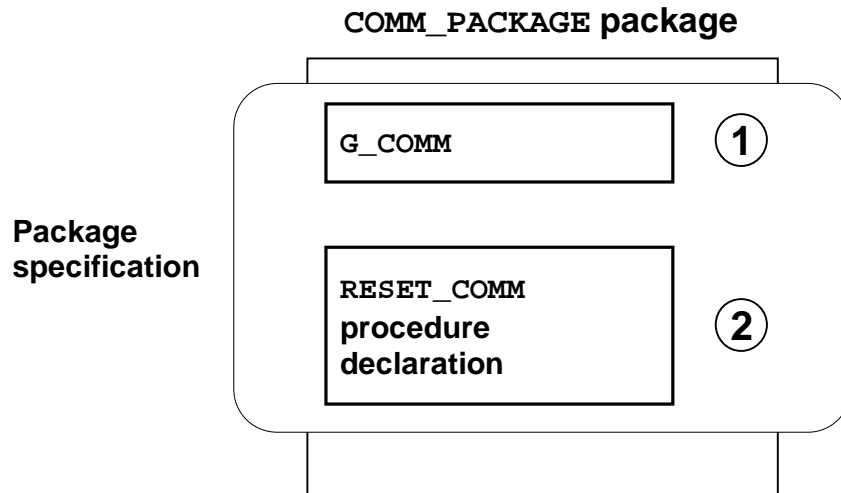 COMM_PACKAGE package
G_COMM
1
Package
specification
RESET_COMM
procedure
declaration
2